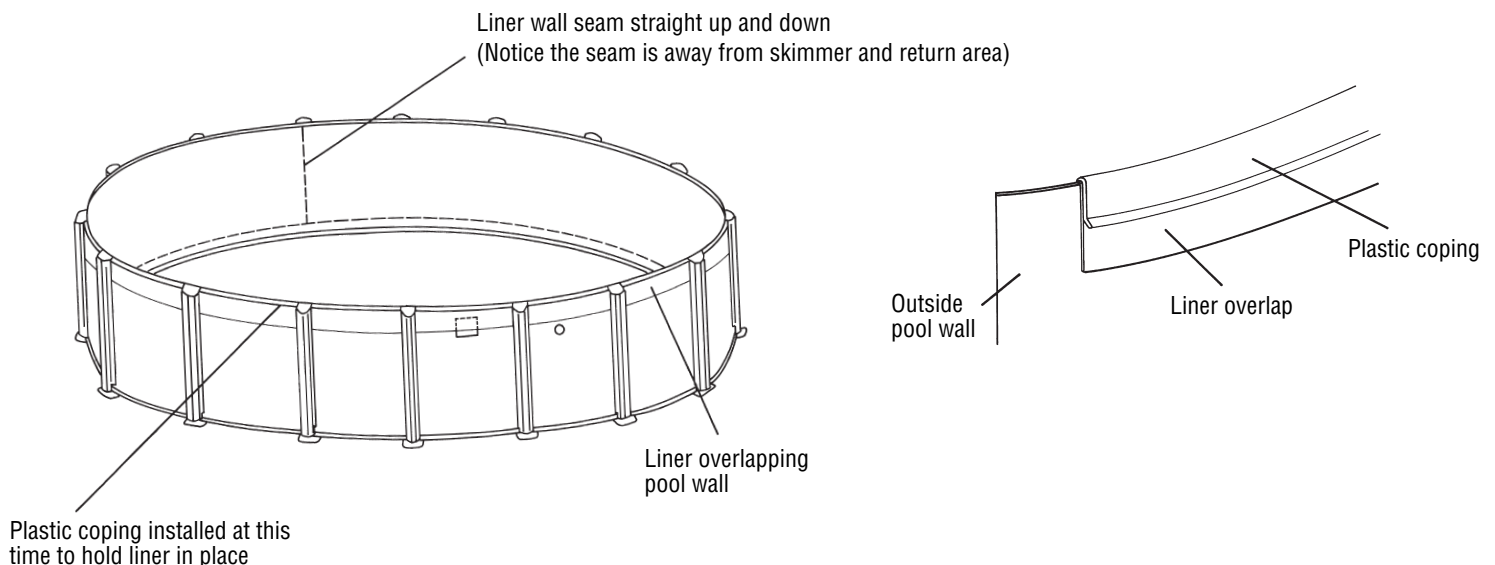 Liner wall seam straight up and down
(Notice the seam is away from skimmer and return area)
Plastic coping
Outside
pool wall
Liner overlap
Liner overlapping
pool wall
Plastic coping installed at this
time to hold liner in place